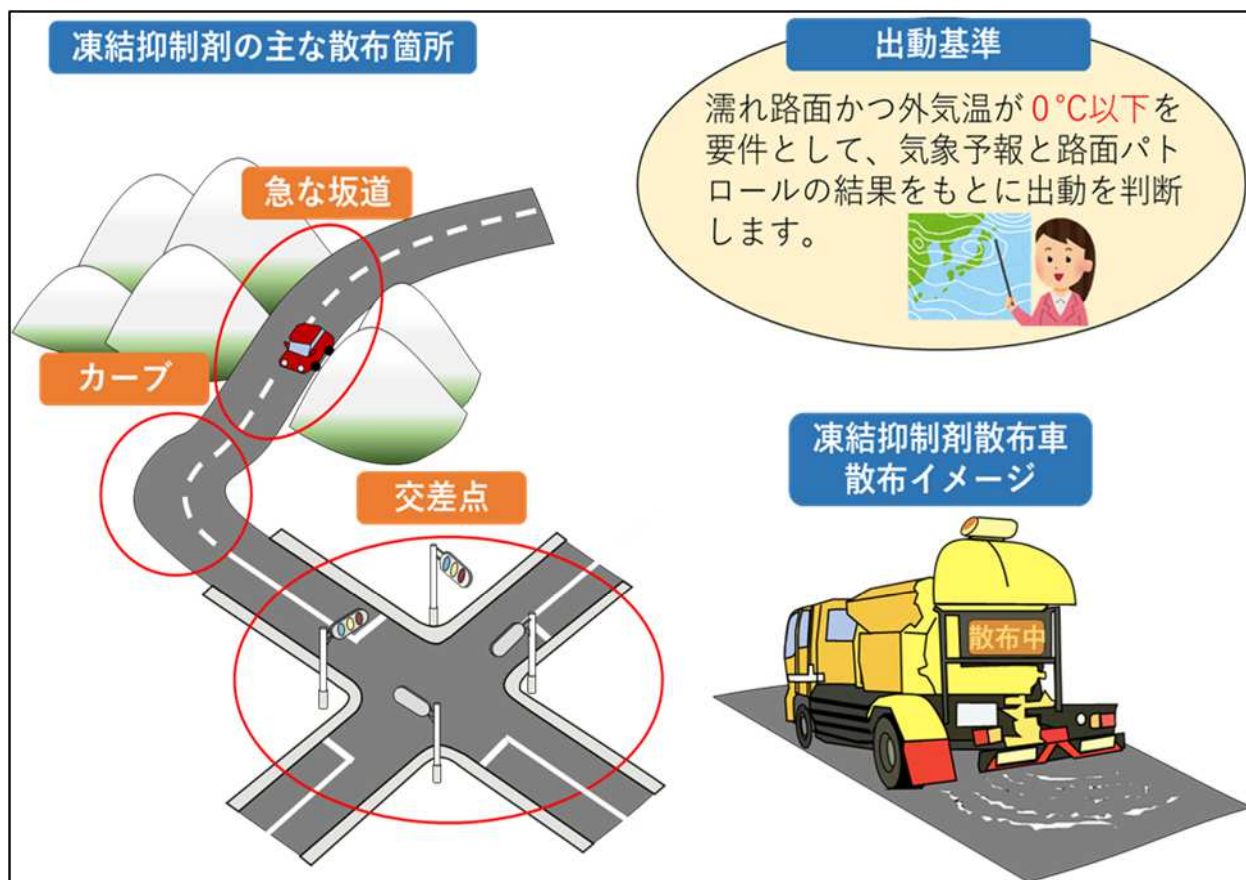 凍結抑制剤の主な散布箇所
急な坂道
カーブ
交差点
出動基準
濡れ路面かつ外気温が0℃以下を
要件として、気象予報と路面パト
ロールの結果をもとに出動を判断
します。
凍結抑制剤散布車
散布イメージ
散布中